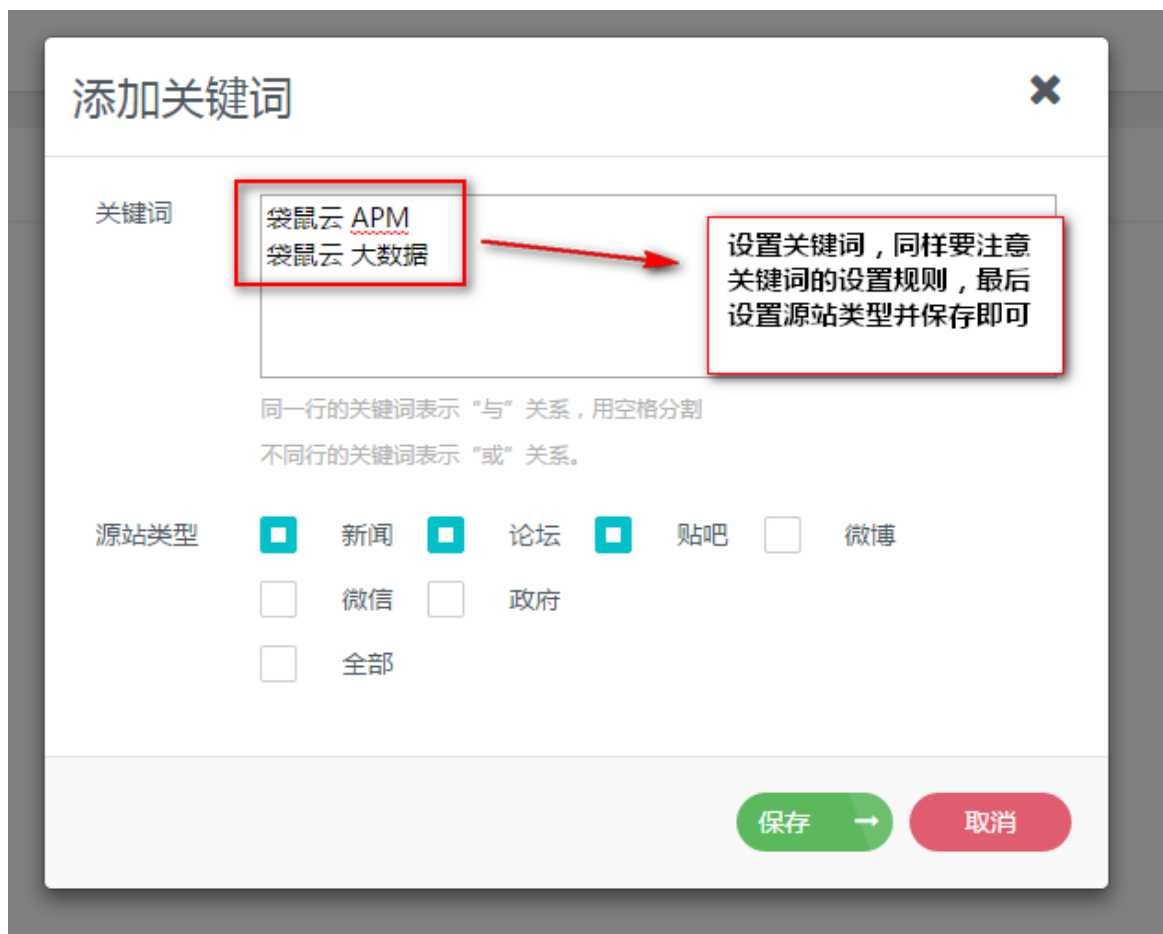 添加关键词
关键词
袋鼠云 APM
袋鼠云 大数据
设置关键词，同样要注意
关键词的设置规则，最后
设置源站类型并保存即可
同一行的关键词表示“与”关系，用空格分割
不同行的关键词表示“或”关系。
源站类型 新闻 论坛 贴吧 微博
微信 政府
全部
保存 取消